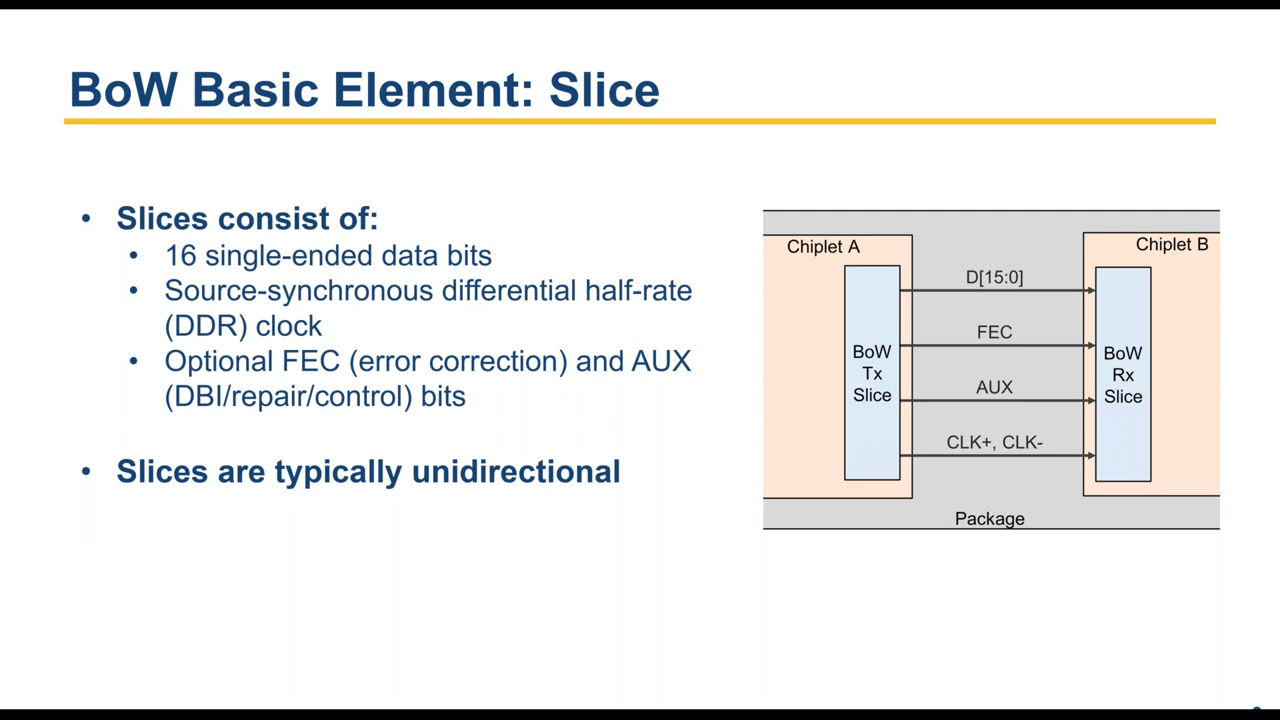 BoW Basic Element: Slice
• Slices consist of:
• 16 single-ended data bits
• Source-synchronous differential half-rate
(DDR) clock
• Optional FEC (error correction) and AUX
(DBI/repair/control) bits
• Slices are typically unidirectional
Chiplet A
Chiplet B
D[15:0]
FEC
AUX
CLK+, CLK-
BoW
Tx
Slice
BoW
Rx
Slice
Package